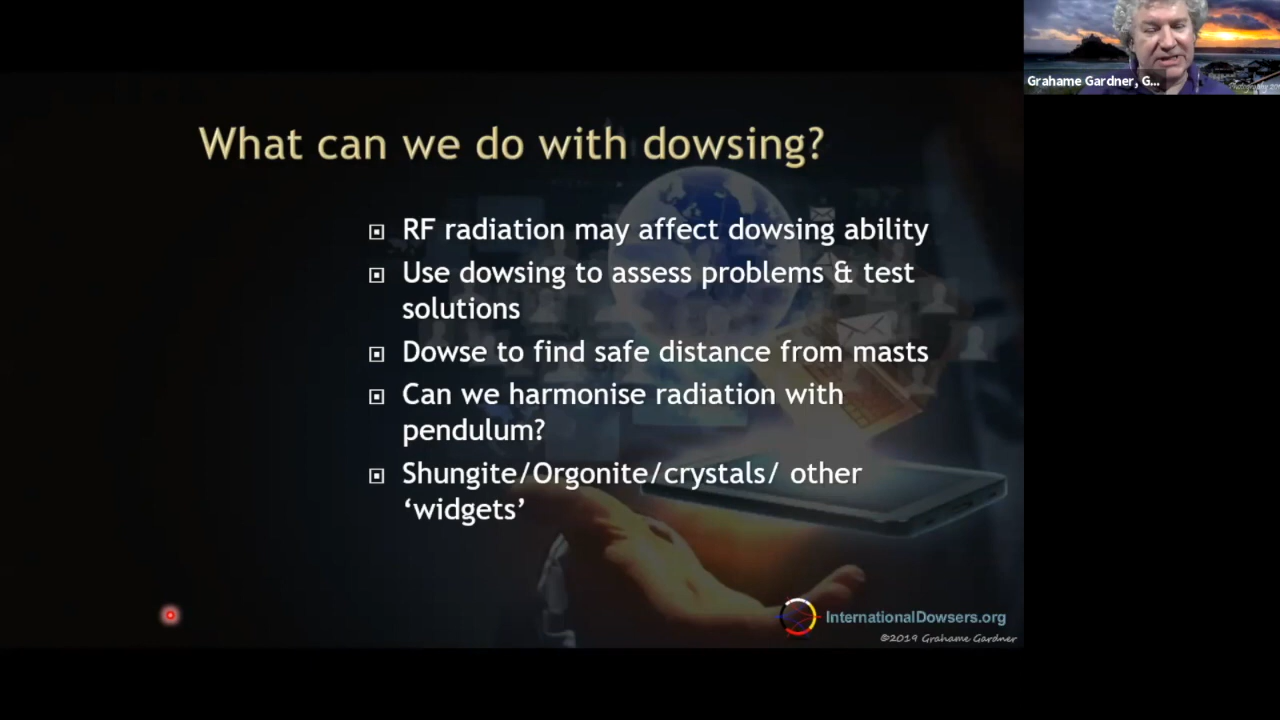 Grahame Gardner, G...
What can we do with dowsing?
RF radiation may affect dowsing ability
Use dowsing to assess problems & test
solutions
Dowse to find safe distance from masts
Can we harmonise radiation with
pendulum?
Shungite/Orgonite/crystals/ other
‘widgets’
InternationalDowsers.org
©2019 Grahame Gardner